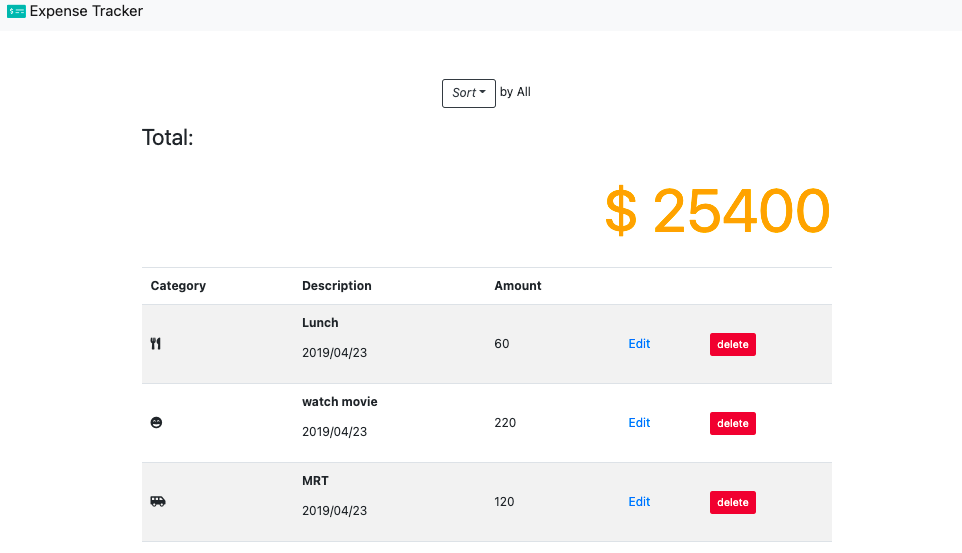 Expense Tracker
Sort by All
Total:
$ 25400
Category Description Amount
Lunch
2019/04/23
60 Edit delete
watch movie
2019/04/23
220 Edit delete
MRT
2019/04/23
120 Edit delete